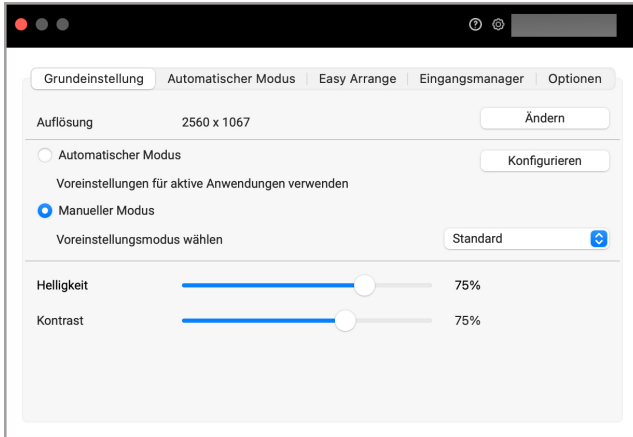 Grundeinstellung Automatischer Modus Easy Arrange Eingangsmanager Optionen
Auflösung 2560 x 1067 Ändern
Automatischer Modus Konfigurieren
Voreinstellungen für aktive Anwendungen verwenden
Manueller Modus
Voreinstellungsmodus wählen Standard
Helligkeit 75%
Kontrast 75%